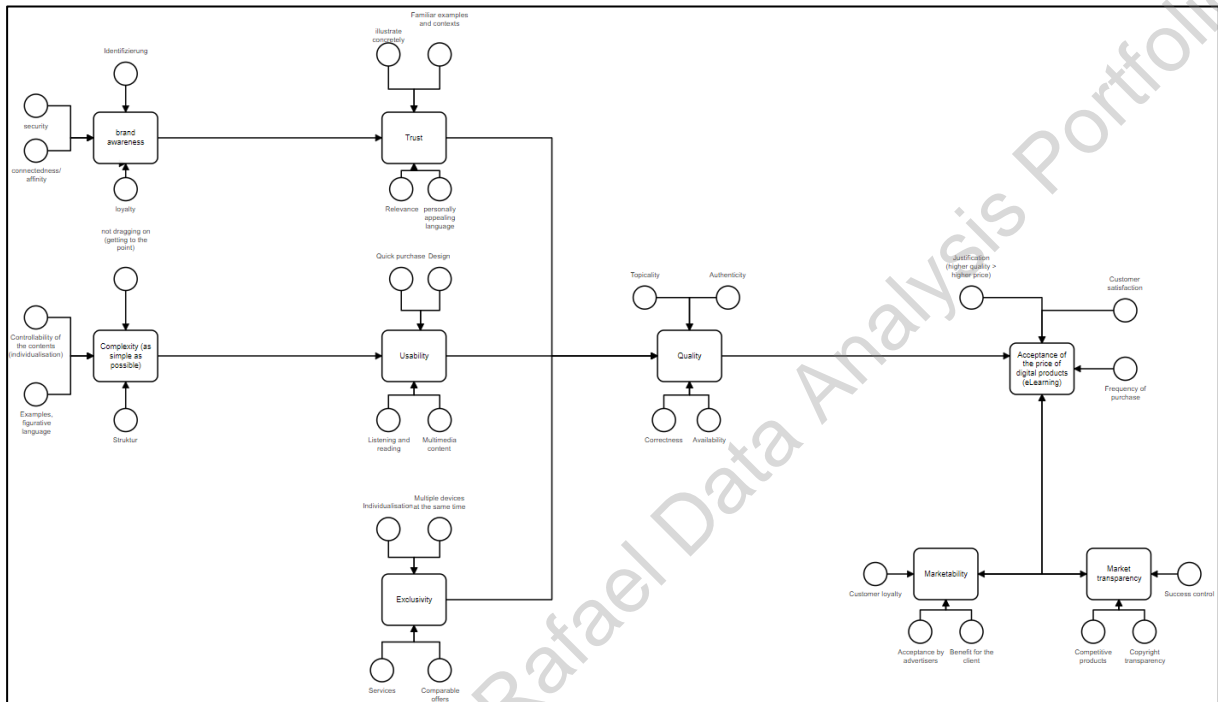 Familiar examples
and contexts
illustrate
concretely
Identifizierung
security
brand
awareness
Trust
connectedness/
affinity
loyalty
Relevance
personally
appealing
language
not dragging on
(getting to the
point)
Quick purchase
Design
Topicality
Authenticity
Justification
(higher quality >
higher price)
Customer
satisfaction
Controllability of
the contents
(individualisation)
Complexity (as
simple as
possible)
Usability
Quality
Acceptance of
the price of
digital products
(eLearning)
Frequency of
purchase
Examples,
figurative
language
Struktur
Listening and
reading
Multimedia
content
Correctness
Availability
Individualisation
Multiple devices
at the same time
Exclusivity
Marketability
Market
transparency
Customer loyalty
Success control
Acceptance by
advertisers
Benefit for the
client
Competitive
products
Copyright
transparency
Services
Comparable
offers
Rafael Data Analysis Portfolio